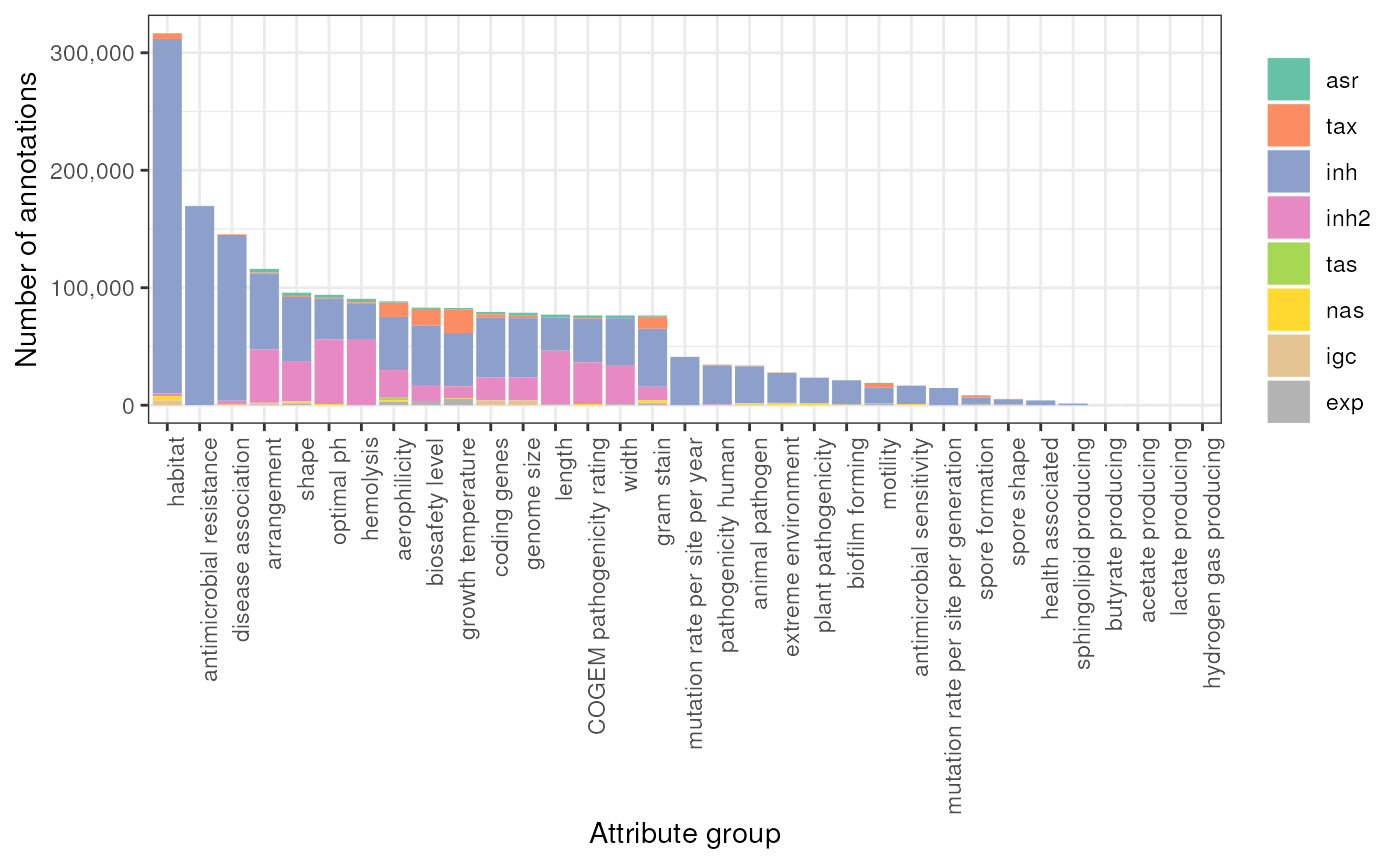 Number of annotations
300,000
200,000
100,000
0
habitat
antimicrobial resistance
disease association
arrangement
shape
optimal ph
hemolysis
aerophilicity
biosafety level
growth temperature
coding genes
genome size
length
COGEM pathogenicity rating
width
gram stain
mutation rate per site per year
pathogenicity human
animal pathogen
extreme environment
plant pathogenicity
biofilm forming
motility
antimicrobial sensitivity
mutation rate per site per generation
spore formation
spore shape
health associated
sphingolipid producing
butyrate producing
acetate producing
lactate producing
hydrogen gas producing
Attribute group
asr
tax
inh
inh2
tas
nas
igc
exp